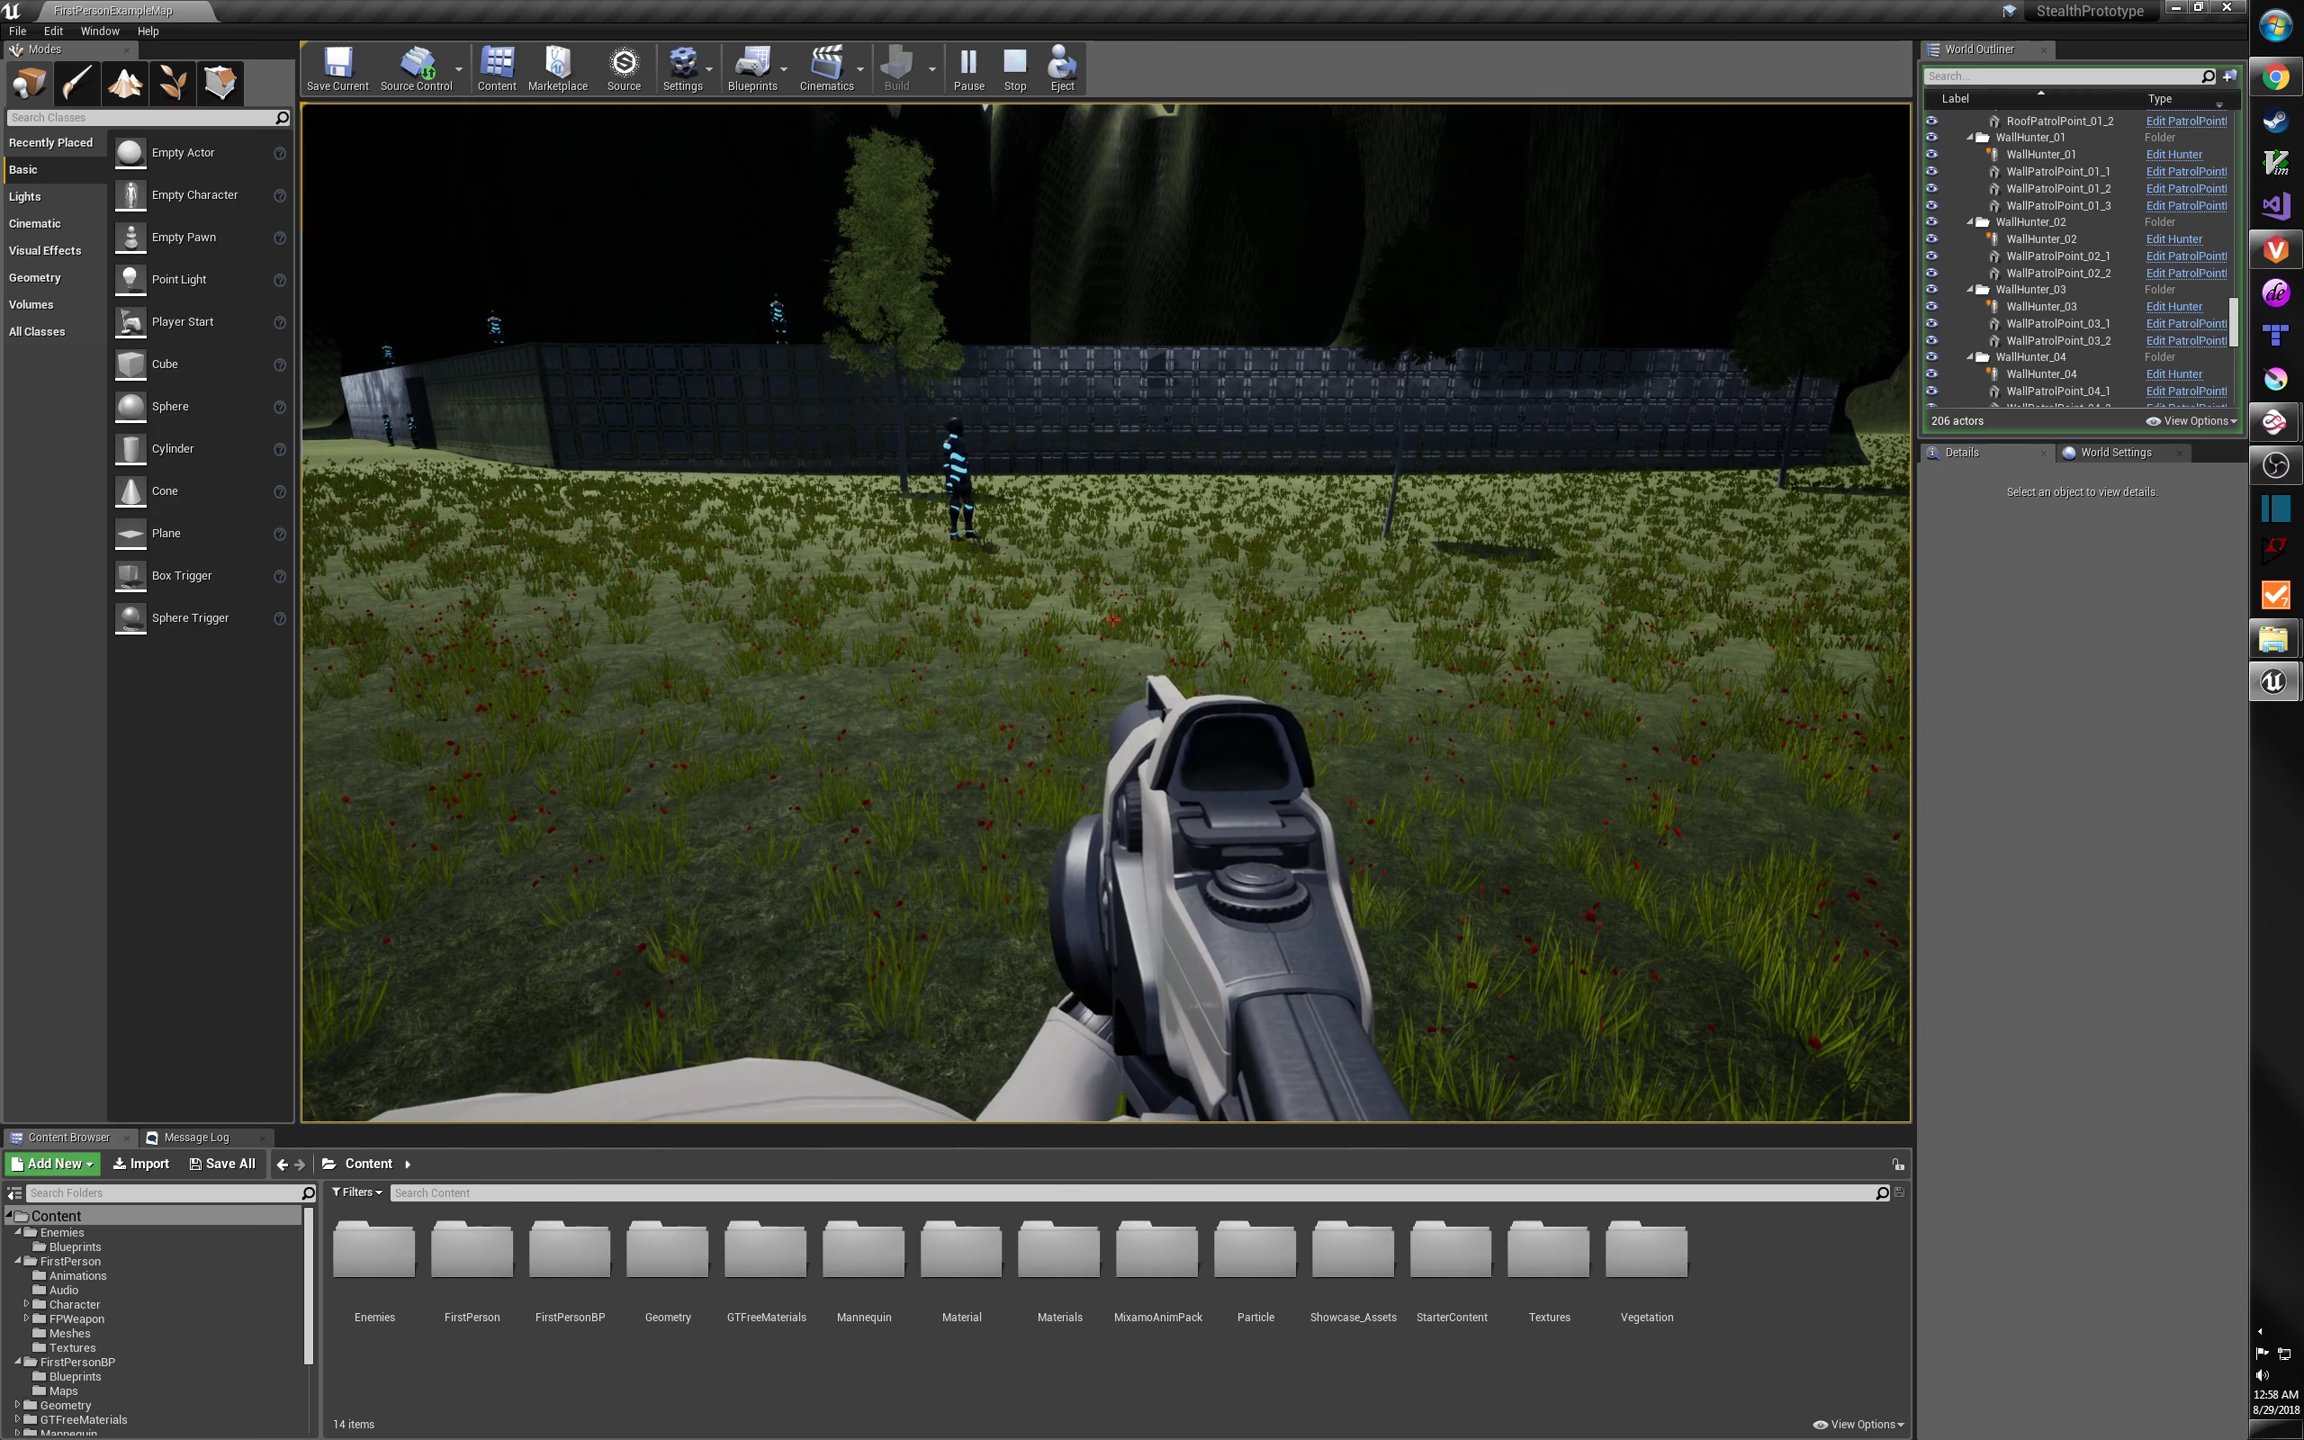 FirstPersonExampleMap
StealthPrototype
File Edit Window Help
Modes
Search Classes
Recently Placed
Basic
Lights
Cinematic
Visual Effects
Geometry
Volumes
All Classes
Empty Actor
Empty Character
Empty Pawn
Point Light
Player Start
Cube
Sphere
Cylinder
Cone
Plane
Box Trigger
Sphere Trigger
Save Current Source Control Content Marketplace Source Settings Blueprints Cinematics Build Pause Stop Eject
World Outliner
Search...
Label Type
RoofPatrolPoint_01_2 Edit PatrolPoint
WallHunter_01 Folder
WallHunter_01 Edit Hunter
WallPatrolPoint_01_1 Edit PatrolPoint
WallPatrolPoint_01_2 Edit PatrolPoint
WallPatrolPoint_01_3 Edit PatrolPoint
WallHunter_02 Folder
WallHunter_02 Edit Hunter
WallPatrolPoint_02_1 Edit PatrolPoint
WallPatrolPoint_02_2 Edit PatrolPoint
WallHunter_03 Folder
WallHunter_03 Edit Hunter
WallPatrolPoint_03_1 Edit PatrolPoint
WallPatrolPoint_03_2 Edit PatrolPoint
WallHunter_04 Folder
WallHunter_04 Edit Hunter
WallPatrolPoint_04_1 Edit PatrolPoint
206 actors View Options
Details World Settings
Select an object to view details.
Vim
de
7
Content Browser Message Log
Add New Import Save All Content
Search Folders
Content
Enemies
Blueprints
FirstPerson
Animations
Audio
Character
FPWeapon
Meshes
Textures
FirstPersonBP
Blueprints
Maps
Geometry
GTFreeMaterials
Mannequin
Filters Search Content
Enemies FirstPerson FirstPersonBP Geometry GTFreeMaterials Mannequin Material Materials MixamoAnimPack Particle Showcase_Assets StarterContent Textures Vegetation
14 items View Options
12:58 AM
8/29/2018